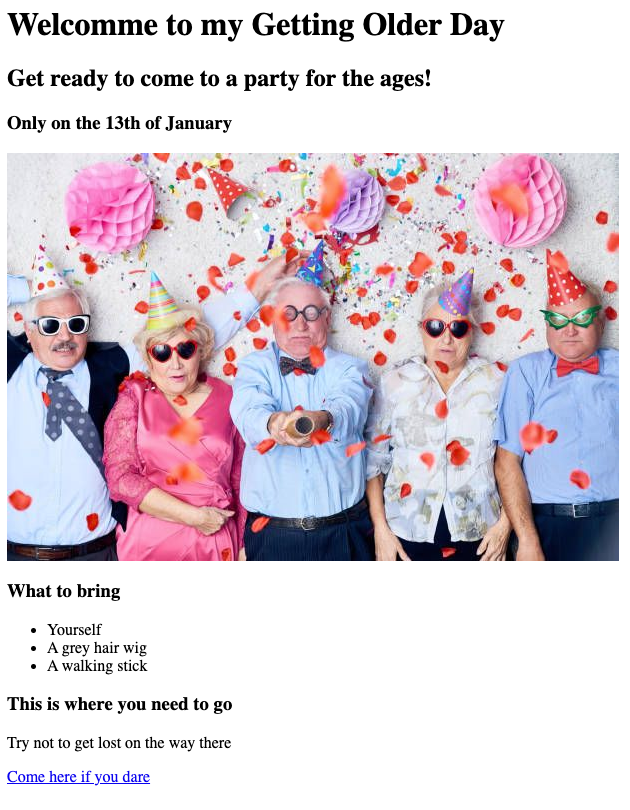 Welcomme to my Getting Older Day
Get ready to come to a party for the ages!
Only on the 13th of January
What to bring
Yourself
A grey hair wig
A walking stick
This is where you need to go
Try not to get lost on the way there
Come here if you dare